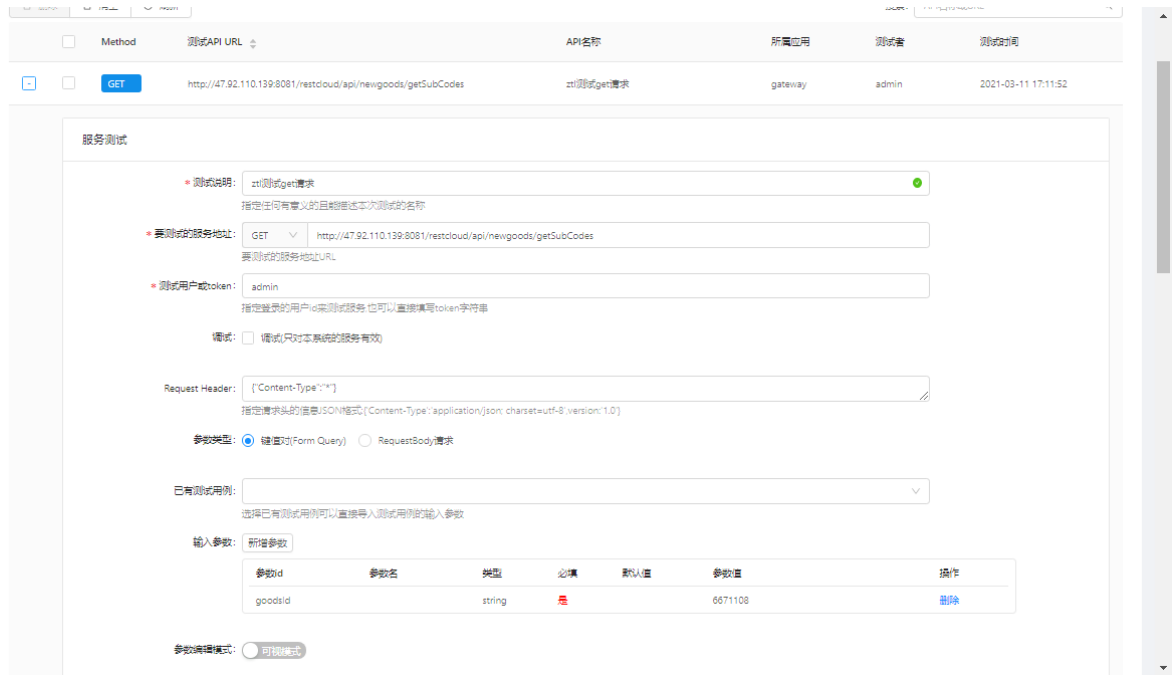 Method 测试API URL API名称 所属应用 测试者 测试时间
- GET http://47.92.110.139:8081/restcloud/api/newgoods/getSubCodes ztl测试get请求 gateway admin 2021-03-11 17:11:52
服务测试
* 测试说明: ztl测试get请求
指定任何有意义的且能描述本次测试的名称
* 要测试的服务地址: GET http://47.92.110.139:8081/restcloud/api/newgoods/getSubCodes
要测试的服务地址URL
* 测试用户或token: admin
指定登录的用户id来测试服务,也可以直接填写token字符串
调试: 调试(只对本系统的服务有效)
Request Header: {"Content-Type":"*"}
指定请求头的信息JSON格式:{'Content-Type':'application/json; charset=utf-8',version:'1.0'}
参数类型: 键值对(Form Query) RequestBody请求
已有测试用例:
选择已有测试用例可以直接导入测试用例的输入参数
输入参数: 新增参数
参数Id 参数名 类型 必填 默认值 参数值 操作
goodsId string 是 6671108 删除
参数编辑模式: 可视模式